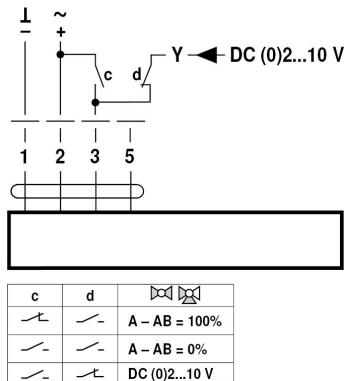 ⊥ ~
– +
c d Y DC (0)2...10 V
1 2 3 5
c d
A – AB = 100%
A – AB = 0%
DC (0)2...10 V